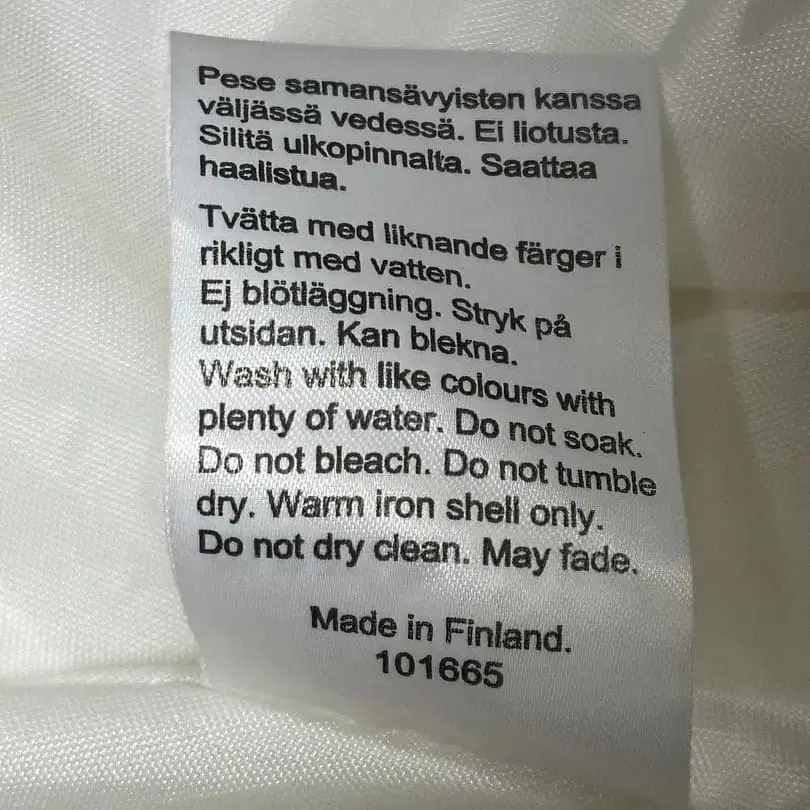 Pese samansävyisten kanssa
väljässä vedessä. Ei liotusta.
Silitä ulkopinnalta. Saattaa
haalistua.
Tvätta med liknande färger i
rikligt med vatten.
Ej blötläggning. Stryk på
utsidan. Kan blekna.
Wash with like colours with
plenty of water. Do not soak.
Do not bleach. Do not tumble
dry. Warm iron shell only.
Do not dry clean. May fade.
Made in Finland.
101665